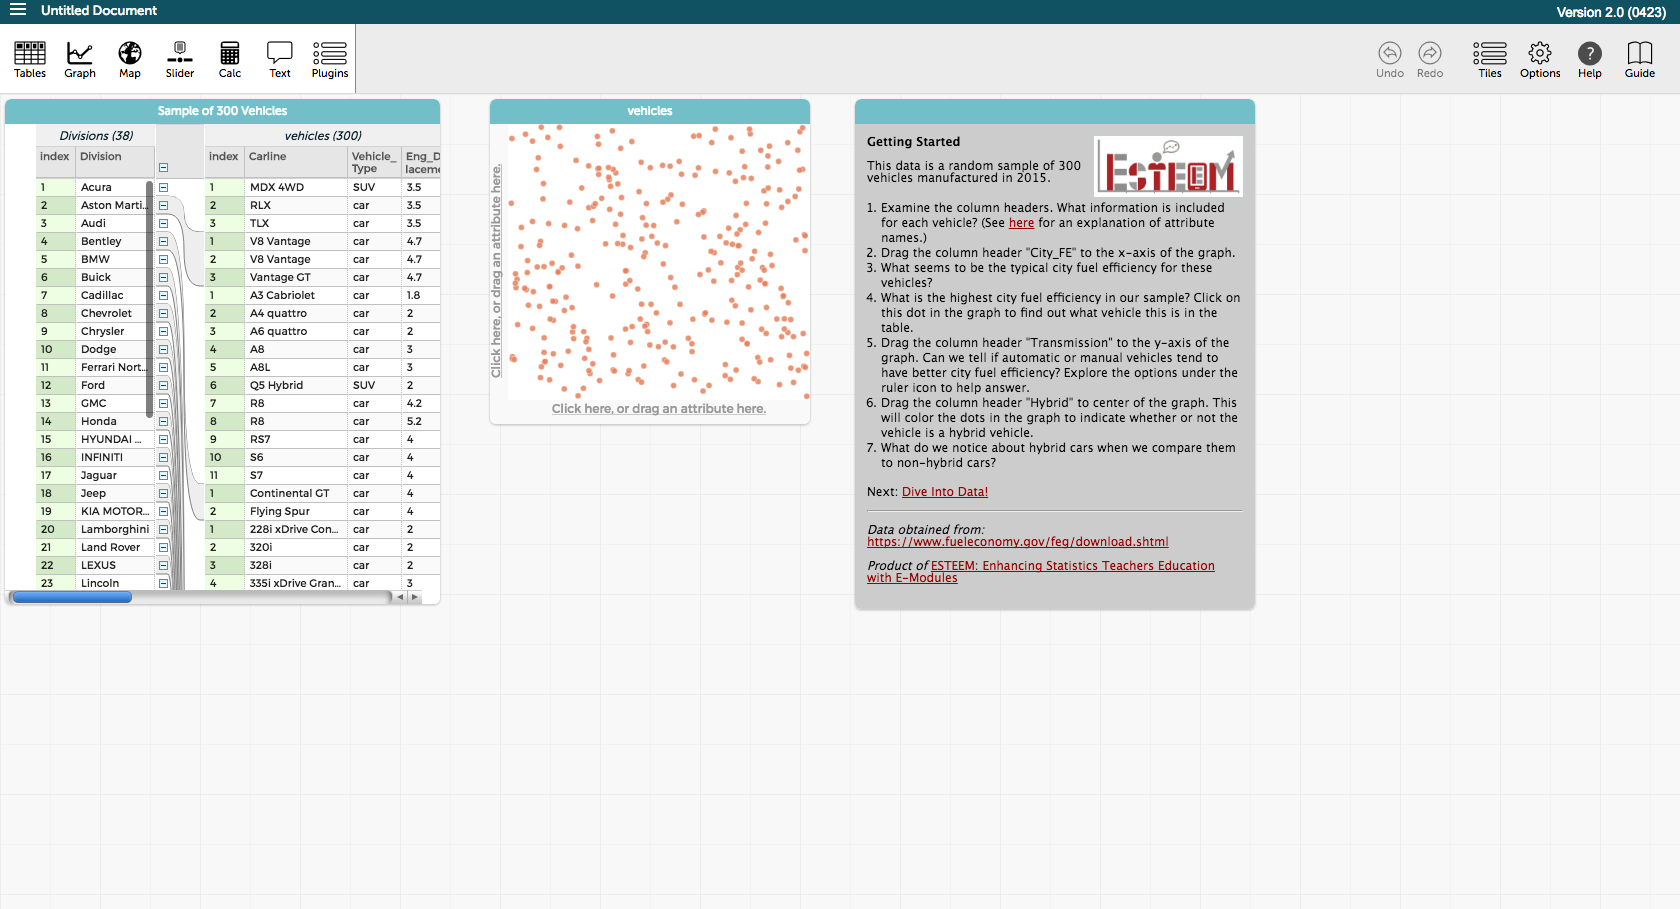 Untitled Document
Version 2.0 (0423)
Tables Graph Map Slider Calc Text Plugins
Undo Redo Tiles Options Help Guide
Sample of 300 Vehicles
Divisions (38) vehicles (300)
index Division index Carline Vehicle_ Type Eng_D laceme
1 Acura 1 MDX 4WD SUV 3.5
2 Aston Marti... 2 RLX car 3.5
3 Audi 3 TLX car 3.5
4 Bentley 1 V8 Vantage car 4.7
5 BMW 2 V8 Vantage car 4.7
6 Buick 3 Vantage GT car 4.7
7 Cadillac 1 A3 Cabriolet car 1.8
8 Chevrolet 2 A4 quattro car 2
9 Chrysler 3 A6 quattro car 2
10 Dodge 4 A8 car 3
11 Ferrari Nort... 5 A8L car 3
12 Ford 6 Q5 Hybrid SUV 2
13 GMC 7 R8 car 4.2
14 Honda 8 R8 car 5.2
15 HYUNDAI ... 9 RS7 car 4
16 INFINITI 10 S6 car 4
17 Jaguar 11 S7 car 4
18 Jeep 1 Continental GT car 4
19 KIA MOTOR... 2 Flying Spur car 4
20 Lamborghini 1 228i xDrive Con... car 2
21 Land Rover 2 320i car 2
22 LEXUS 3 328i car 2
23 Lincoln 4 335i xDrive Gran... car 3
vehicles
Click here, or drag an attribute here.
Click here, or drag an attribute here.
Getting Started
ESTEEM
This data is a random sample of 300
vehicles manufactured in 2015.
1. Examine the column headers. What information is included
for each vehicle? (See here for an explanation of attribute
names.)
2. Drag the column header "City_FE" to the x-axis of the graph.
3. What seems to be the typical city fuel efficiency for these
vehicles?
4. What is the highest city fuel efficiency in our sample? Click on
this dot in the graph to find out what vehicle this is in the
table.
5. Drag the column header "Transmission" to the y-axis of the
graph. Can we tell if automatic or manual vehicles tend to
have better city fuel efficiency? Explore the options under the
ruler icon to help answer.
6. Drag the column header "Hybrid" to center of the graph. This
will color the dots in the graph to indicate whether or not the
vehicle is a hybrid vehicle.
7. What do we notice about hybrid cars when we compare them
to non-hybrid cars?
Next: Dive Into Data!
Data obtained from:
https://www.fueleconomy.gov/feg/download.shtml
Product of ESTEEM: Enhancing Statistics Teachers Education
with E-Modules